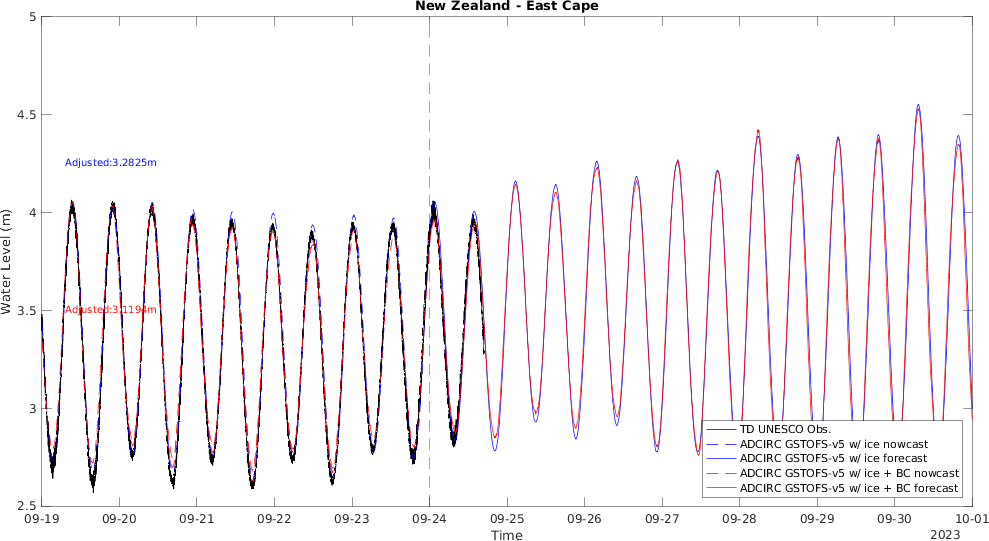 New Zealand - East Cape
Water Level (m)
5
4.5
4
3.5
3
2.5
Adjusted:3.2825m
Adjusted:3.1194m
TD UNESCO Obs.
ADCIRC GSTOFS-v5 w/ ice nowcast
ADCIRC GSTOFS-v5 w/ ice forecast
ADCIRC GSTOFS-v5 w/ ice + BC nowcast
ADCIRC GSTOFS-v5 w/ ice + BC forecast
09-19 09-20 09-21 09-22 09-23 09-24 09-25 09-26 09-27 09-28 09-29 09-30 10-01
Time
2023